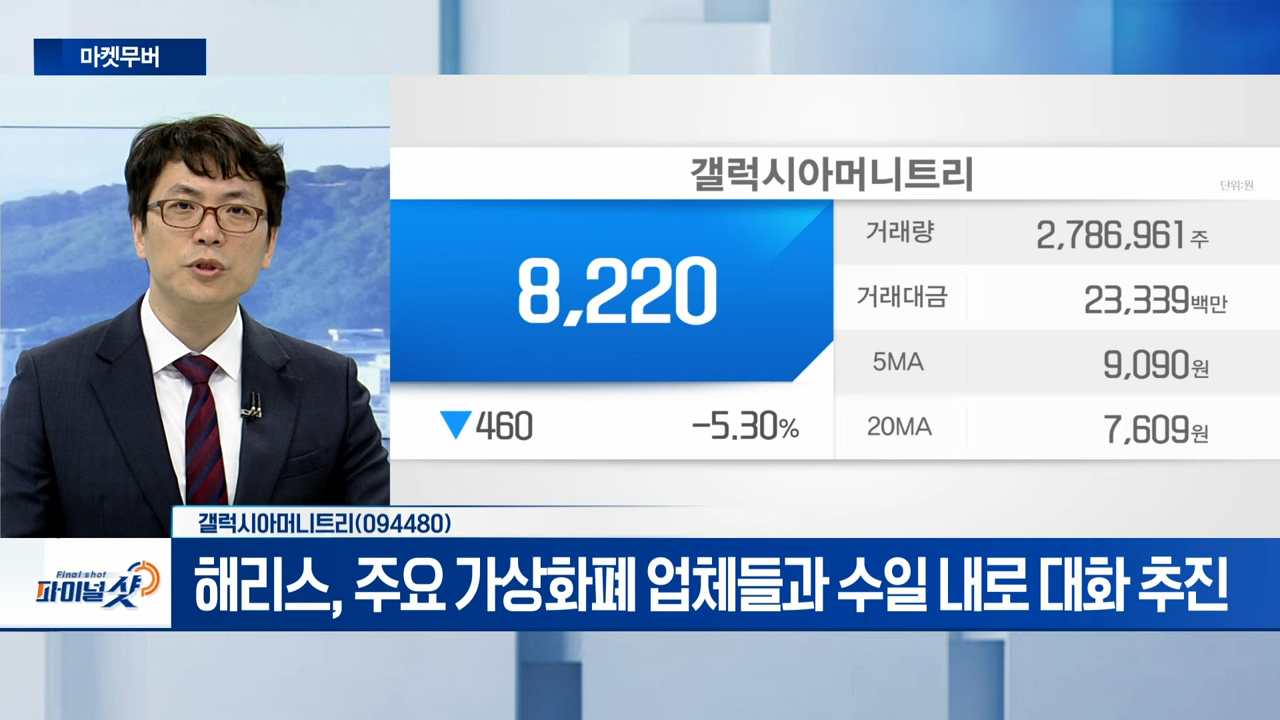 마켓무버
갤럭시아머니트리
단위:원
8,220
▼460 -5.30%
거래량 2,786,961주
거래대금 23,339백만
5MA 9,090원
20MA 7,609원
갤럭시아머니트리(094480)
Final shot
파이널샷
해리스, 주요 가상화폐 업체들과 수일 내로 대화 추진